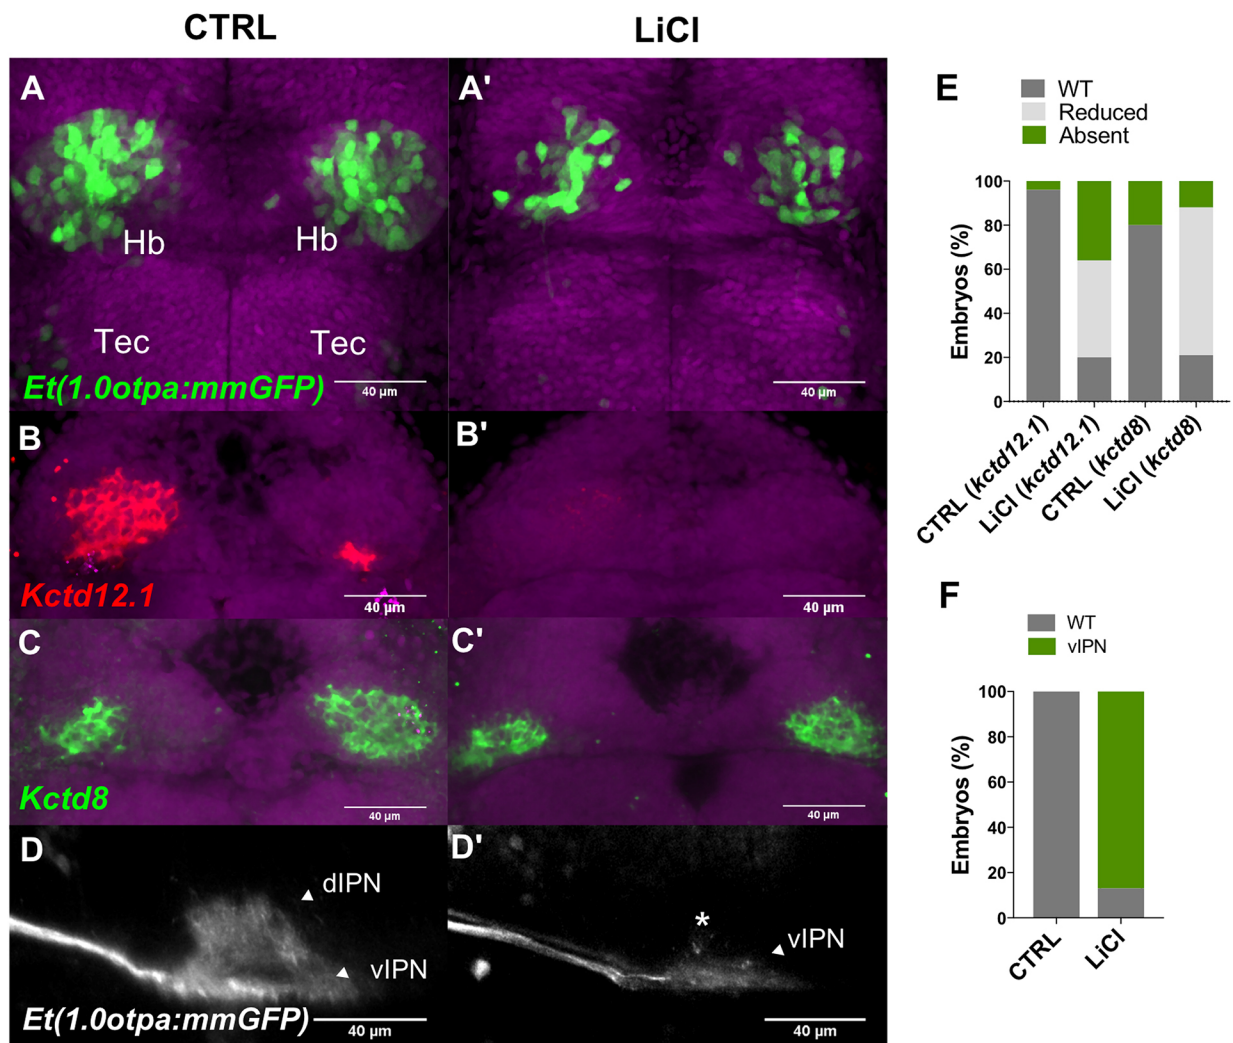 CTRL
LiCl
A
Hb
Hb
Tec
Tec
Et(1.0otpa:mmGFP)
40 µm
A'
40 µm
B
Kctd12.1
40 µm
B'
40 µm
C
Kctd8
40 µm
C'
40 µm
D
dIPN
vIPN
Et(1.0otpa:mmGFP)
40 µm
D'
*
vIPN
40 µm
E
WT
Reduced
Absent
Embryos (%)
100
80
60
40
20
0
CTRL (kctd12.1)
LiCl (kctd12.1)
CTRL (kctd8)
LiCl (kctd8)
F
WT
vIPN
Embryos (%)
100
80
60
40
20
0
CTRL
LiCl